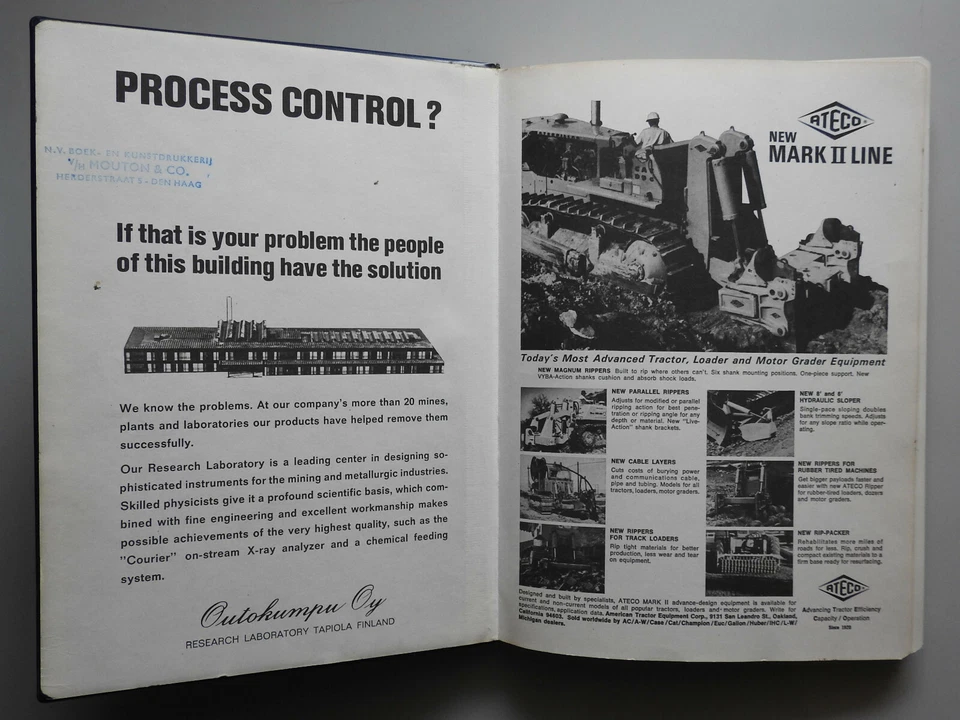 PROCESS CONTROL?
N.V. BOEK- EN KUNSTDRUKKERIJ
V/H MOUTON & CO.
HERDERSTRAAT 5 - DEN HAAG
If that is your problem the people
of this building have the solution
We know the problems. At our company's more than 20 mines,
plants and laboratories our products have helped remove them
successfully.
Our Research Laboratory is a leading center in designing so-
phisticated instruments for the mining and metallurgic industries.
Skilled physicists give it a profound scientific basis, which com-
bined with fine engineering and excellent workmanship makes
possible achievements of the very highest quality, such as the
"Courier" on-stream X-ray analyzer and a chemical feeding
system.
Outokumpu Oy
RESEARCH LABORATORY TAPIOLA FINLAND
ATECO
NEW
MARK II LINE
Today's Most Advanced Tractor, Loader and Motor Grader Equipment
NEW MAGNUM RIPPERS Built to rip where others can't. Six shank mounting positions. One-piece support. New
VYBA-Action shanks cushion and absorb shock loads.
NEW PARALLEL RIPPERS
Adjusts for modified or parallel
ripping action for best pene-
tration or ripping angle for any
depth or material. New "Live-
Action" shank brackets.
NEW 8' and 6'
HYDRAULIC SLOPER
Single-pace sloping doubles
bank trimming speeds. Adjusts
for any slope ratio while oper-
ating.
NEW CABLE LAYERS
Cuts costs of burying power
and communications cable,
pipe and tubing. Models for all
tractors, loaders, motor graders.
NEW RIPPERS FOR
RUBBER TIRED MACHINES
Get bigger payloads faster and
easier with new ATECO Ripper
for rubber-tired loaders, dozers
and motor graders.
NEW RIPPERS
FOR TRACK LOADERS
Rip tight materials for better
production, less wear and tear
on equipment.
NEW RIP-PACKER
Rehabilitates more miles of
roads for less. Rip, crush and
compact existing materials to a
firm base ready for resurfacing.
Designed and built by specialists, ATECO MARK II advance-design equipment is available for
current and non-current models of all popular tractors, loaders and motor graders. Write for
specifications, application data. American Tractor Equipment Corp., 9131 San Leandro St., Oakland,
California 94603. Sold worldwide by AC/A-W/Case/Cat/Champion/Euc/Galion/Huber/IHC/L-W/
Michigan dealers.
ATECO
Advancing Tractor Efficiency
Capacity / Operation
Since 1920